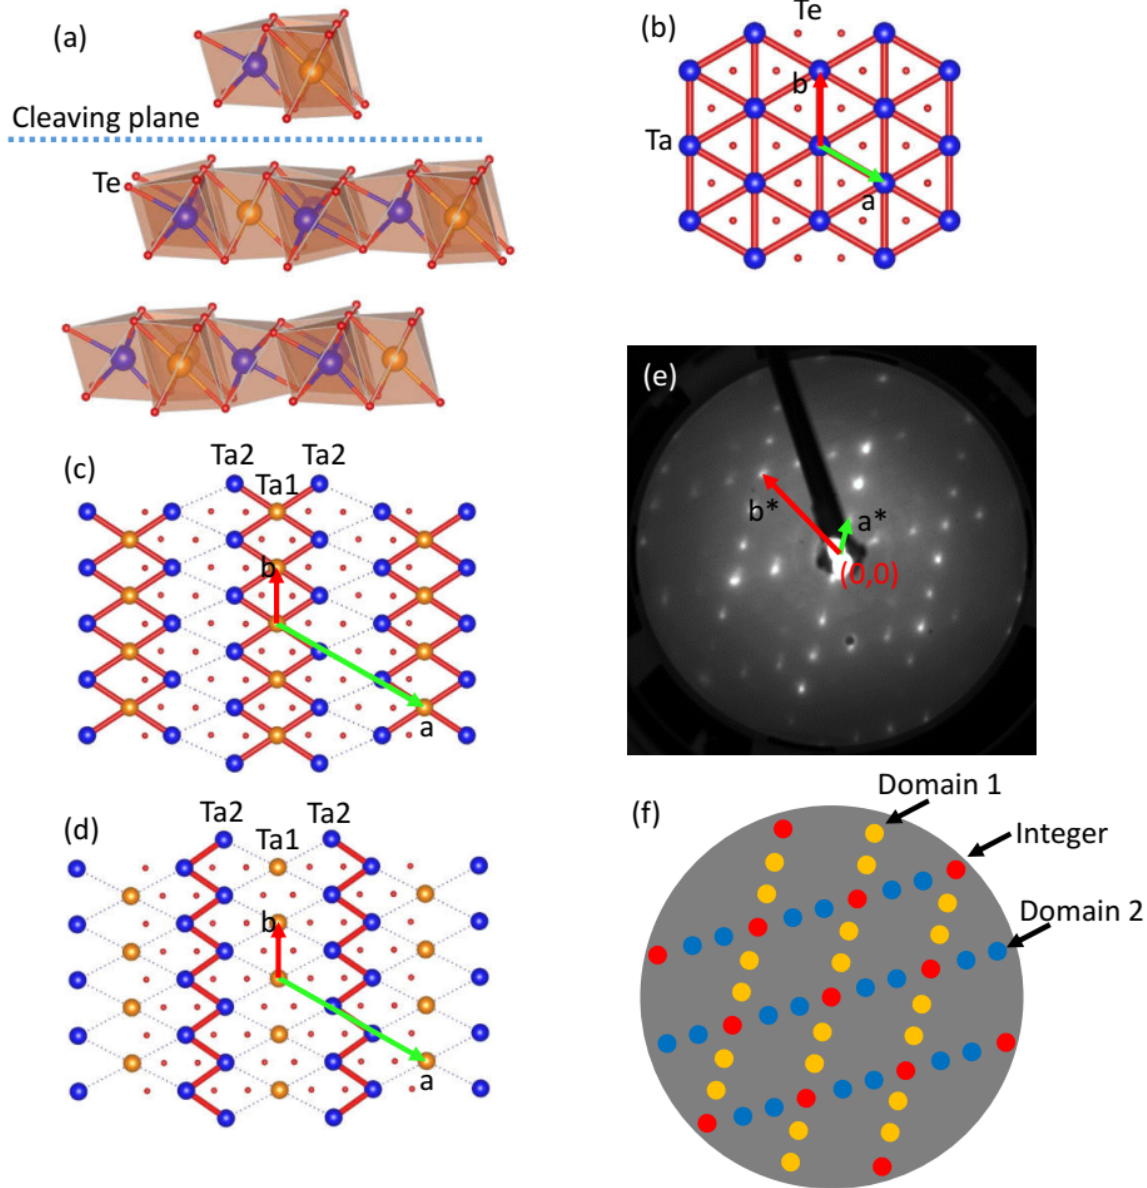 (a)
Cleaving plane
Te
(b)
Te
b
Ta
a
(c)
Ta2
Ta2
Ta1
b
a
(d)
Ta2
Ta2
Ta1
b
a
(e)
b*
a*
(0,0)
(f)
Domain 1
Integer
Domain 2